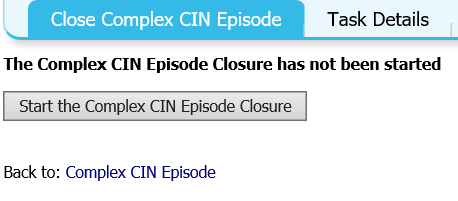 Close Complex CIN Episode Task Details
The Complex CIN Episode Closure has not been started
Start the Complex CIN Episode Closure
Back to: Complex CIN Episode